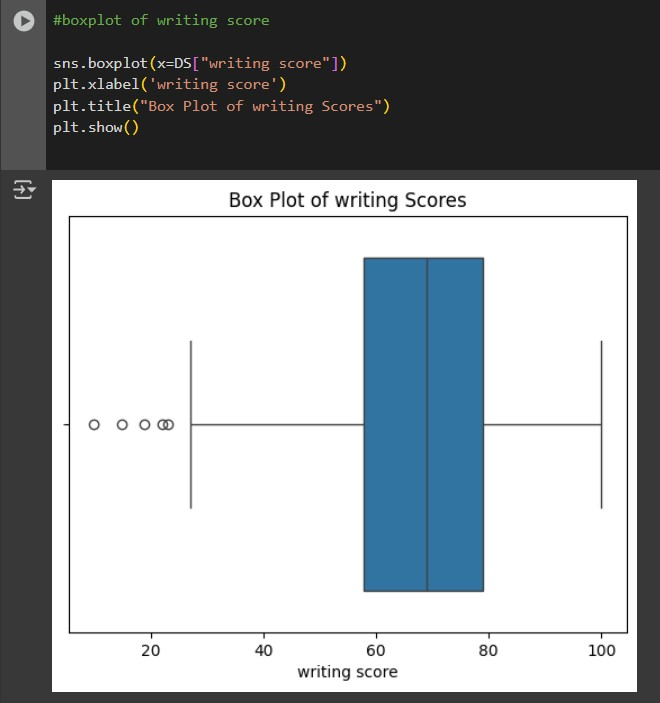 #boxplot of writing score
sns.boxplot(x=DS["writing score"])
plt.xlabel('writing score')
plt.title("Box Plot of writing Scores")
plt.show()
Box Plot of writing Scores
20 40 60 80 100
writing score